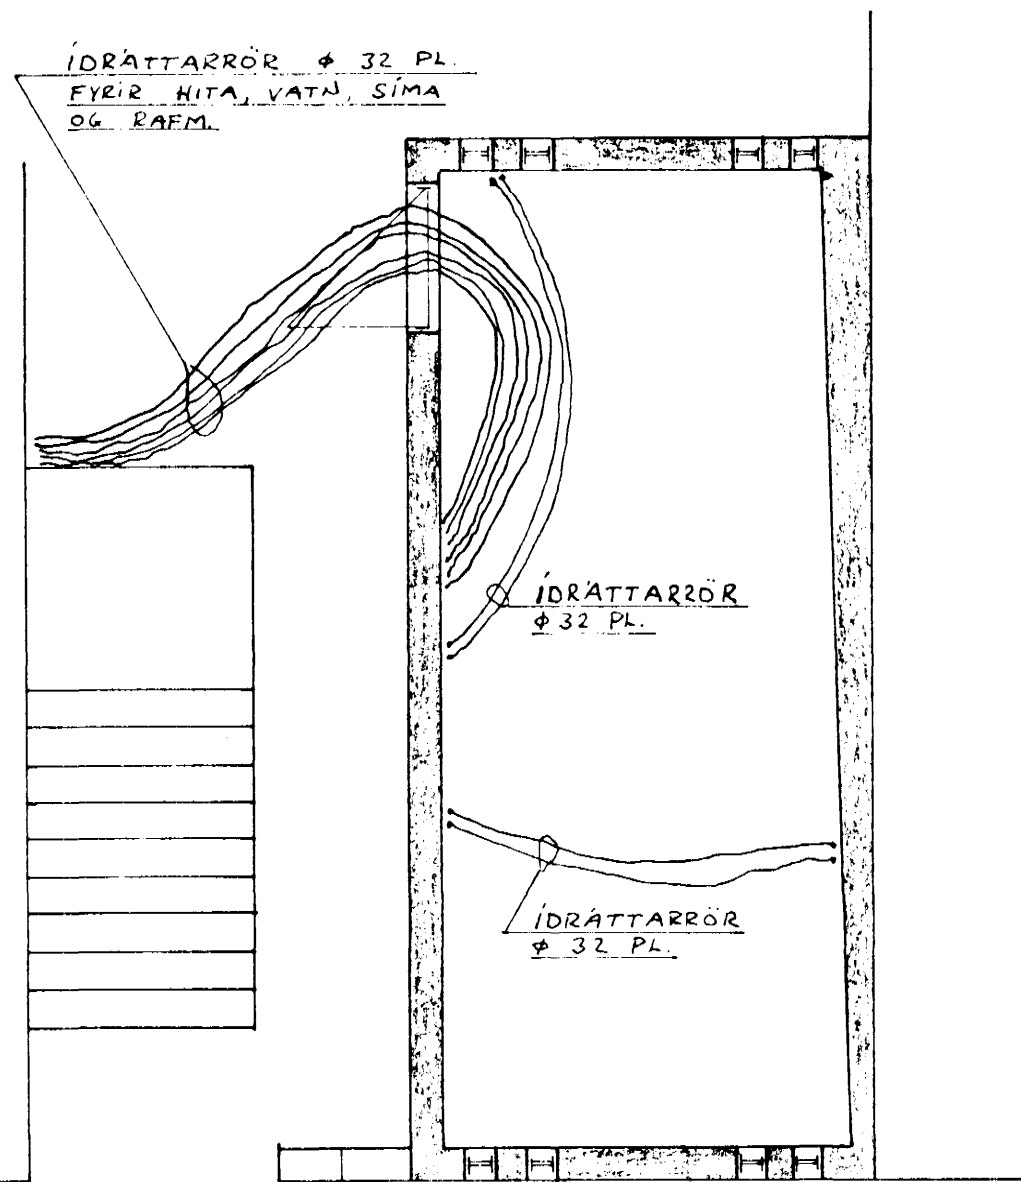 ÍDRÁTTARRÖR ϕ 32 PL.
FYRIR HITA, VATN, SÍMA
OG RAFM.
ÍDRÁTTARRÖR
ϕ 32 PL.
ÍDRÁTTARRÖR
ϕ 32 PL.